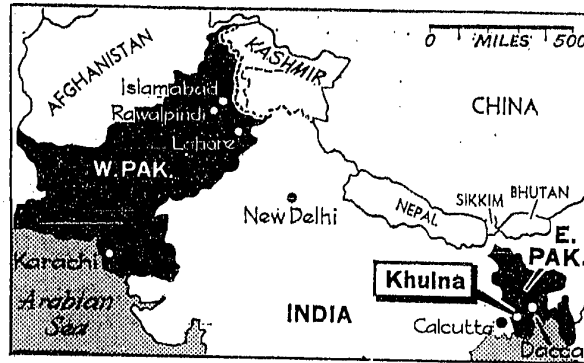 AFGHANISTAN
KASHMIR
0 MILES 500
Islamabad
Rawalpindi
Lahore
CHINA
W. PAK.
New Delhi
NEPAL
SIKKIM
BHUTAN
E.
PAK.
Karachi
Khulna
Arabian
Sea
INDIA
Calcutta
Dacca